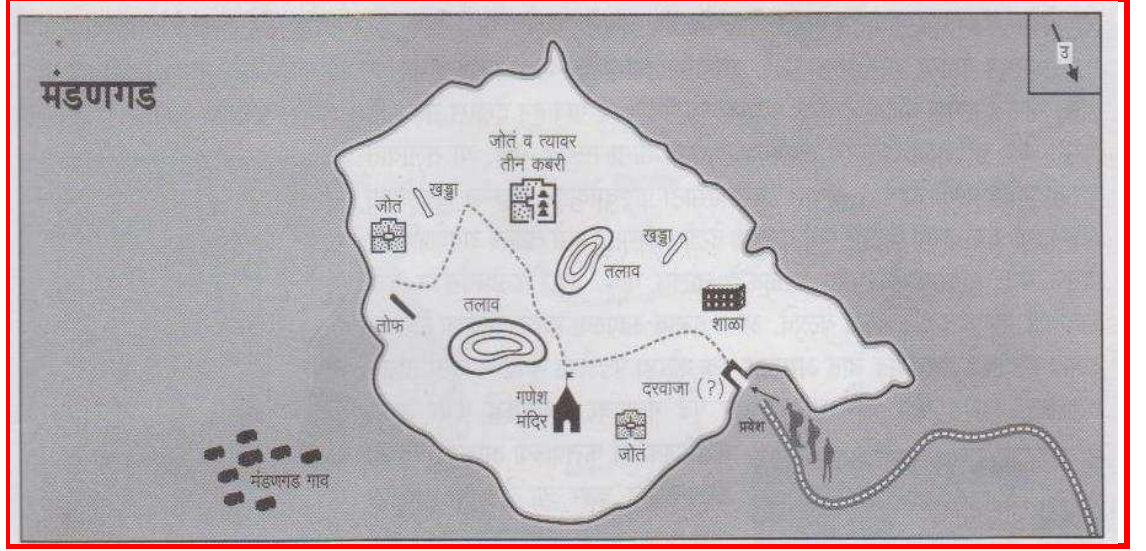 उ
मंडणगड
जोतं व त्यावर
तीन कबरी
खड्डा
जोतं
खड्डा
तलाव
तलाव
तोफ
शाळा
दरवाजा (?)
गणेश
मंदिर
प्रवेश
जोतं
मंडणगड गाव